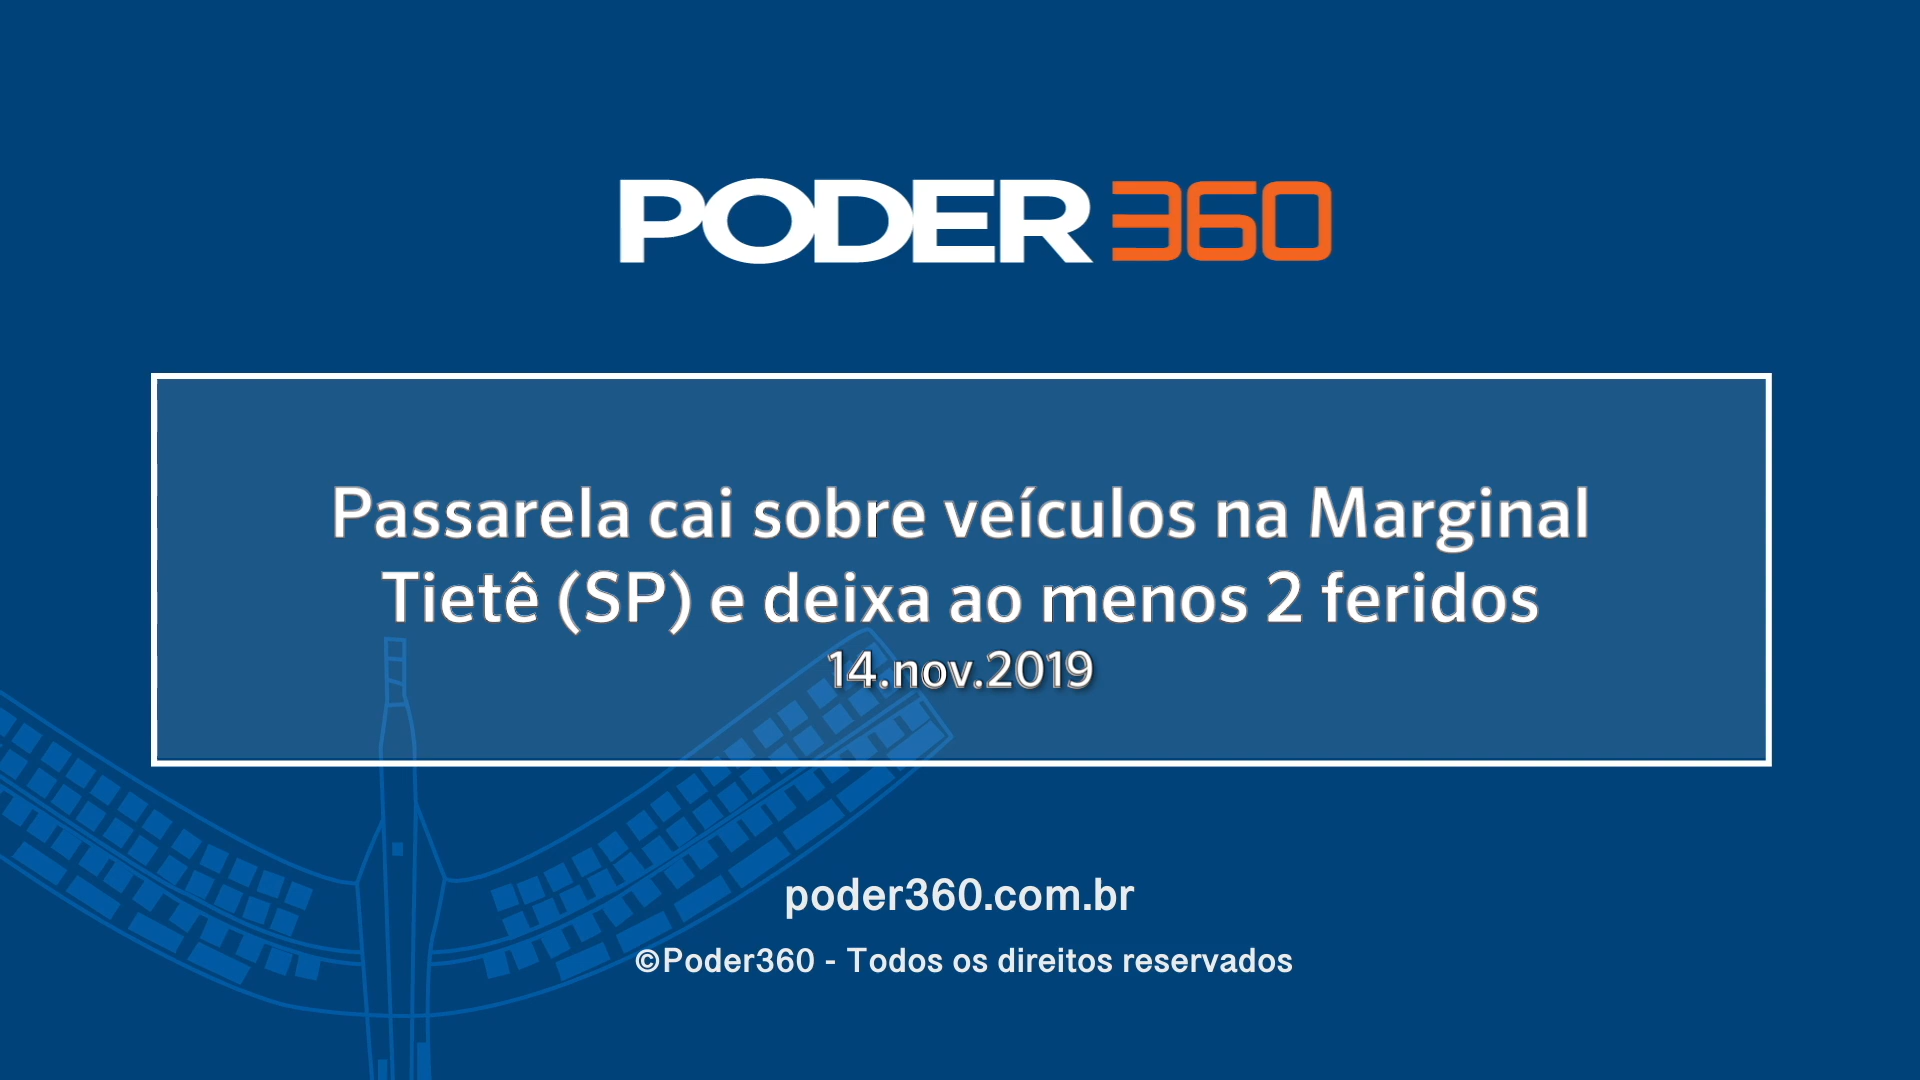 PODER 360
Passarela cai sobre veículos na Marginal
Tietê (SP) e deixa ao menos 2 feridos
14.nov.2019
poder360.com.br
©Poder360 - Todos os direitos reservados